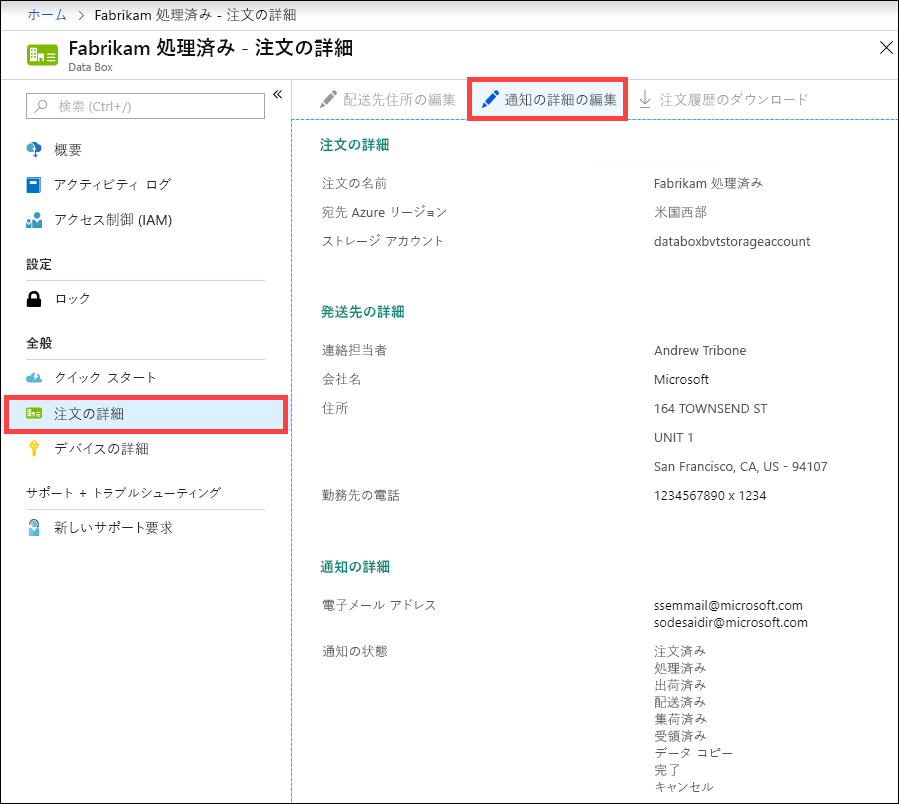 ホーム > Fabrikam 処理済み - 注文の詳細
Fabrikam 処理済み - 注文の詳細
Data Box
検索 (Ctrl+/)
概要
アクティビティ ログ
アクセス制御 (IAM)
設定
ロック
全般
クイック スタート
注文の詳細
デバイスの詳細
サポート + トラブルシューティング
新しいサポート要求
配送先住所の編集 通知の詳細の編集 注文履歴のダウンロード
注文の詳細
注文の名前 Fabrikam 処理済み
宛先 Azure リージョン 米国西部
ストレージ アカウント databoxbvtstorageaccount
発送先の詳細
連絡担当者 Andrew Tribone
会社名 Microsoft
住所 164 TOWNSEND ST
UNIT 1
San Francisco, CA, US - 94107
勤務先の電話 1234567890 x 1234
通知の詳細
電子メール アドレス ssemmail@microsoft.com
sodesaidir@microsoft.com
通知の状態 注文済み
処理済み
出荷済み
配送済み
集荷済み
受領済み
データ コピー
完了
キャンセル